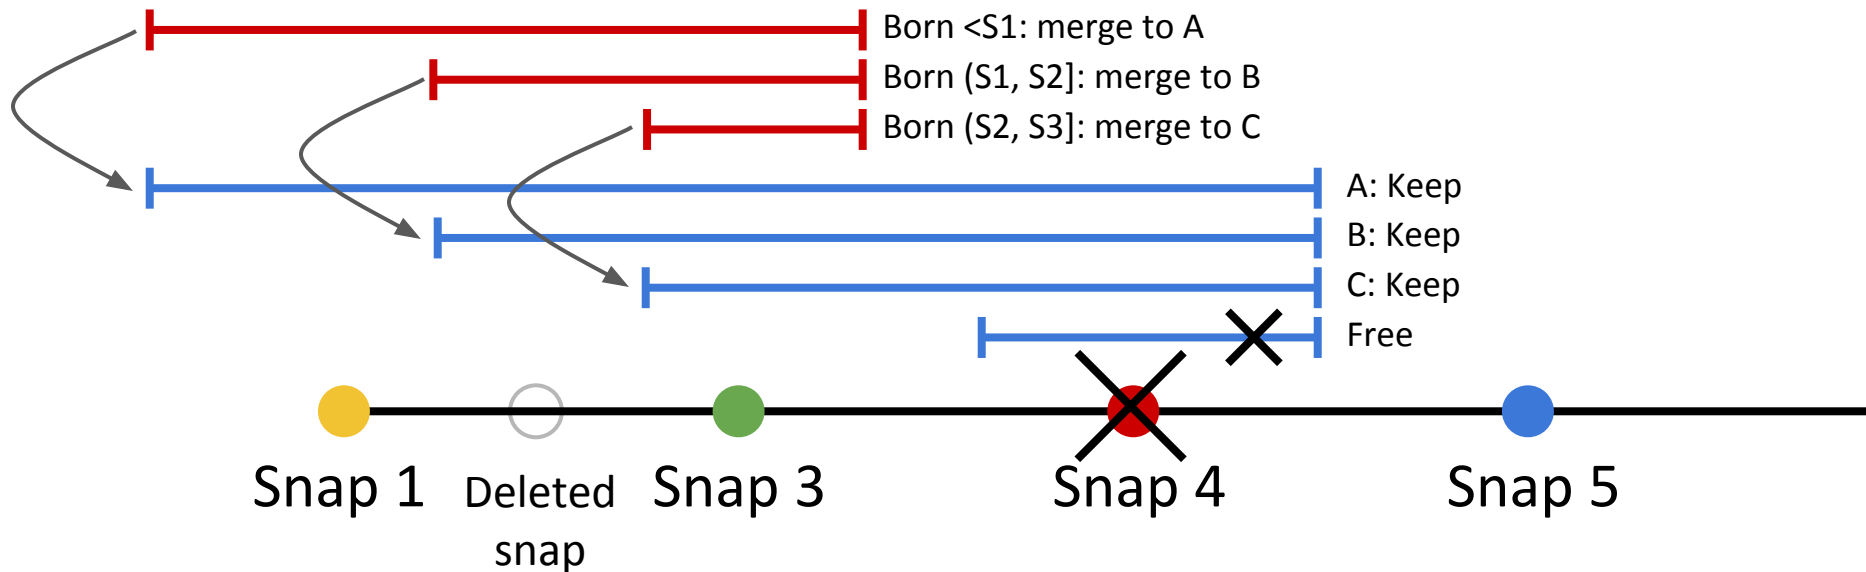 Born <S1: merge to A
Born (S1, S2]: merge to B
Born (S2, S3]: merge to C
A: Keep
B: Keep
C: Keep
Free
Snap 1
Deleted
snap
Snap 3
Snap 4
Snap 5